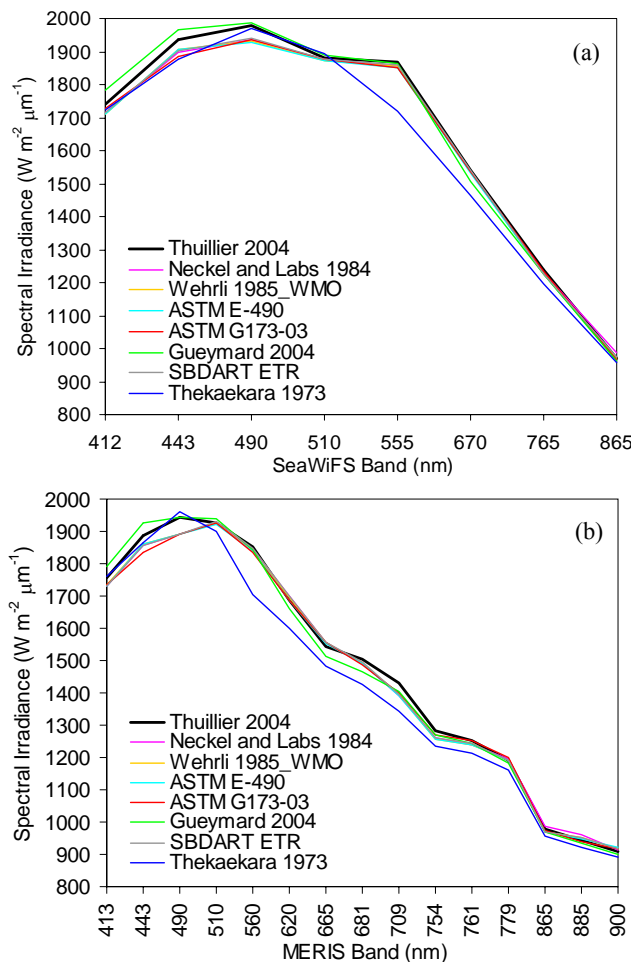 2000
(a)
1900
1800
1700
1600
1500
1400
1300
1200
1100
1000
900
800
Spectral Irradiance (W m-2 µm-1)
Thuillier 2004
Neckel and Labs 1984
Wehrli 1985_WMO
ASTM E-490
ASTM G173-03
Gueymard 2004
SBDART ETR
Thekaekara 1973
412 443 490 510 555 670 765 865
SeaWiFS Band (nm)
2000
(b)
1900
1800
1700
1600
1500
1400
1300
1200
1100
1000
900
800
Spectral Irradiance (W m-2 µm-1)
Thuillier 2004
Neckel and Labs 1984
Wehrli 1985_WMO
ASTM E-490
ASTM G173-03
Gueymard 2004
SBDART ETR
Thekaekara 1973
413 443 490 510 560 620 665 681 709 754 761 779 865 885 900
MERIS Band (nm)